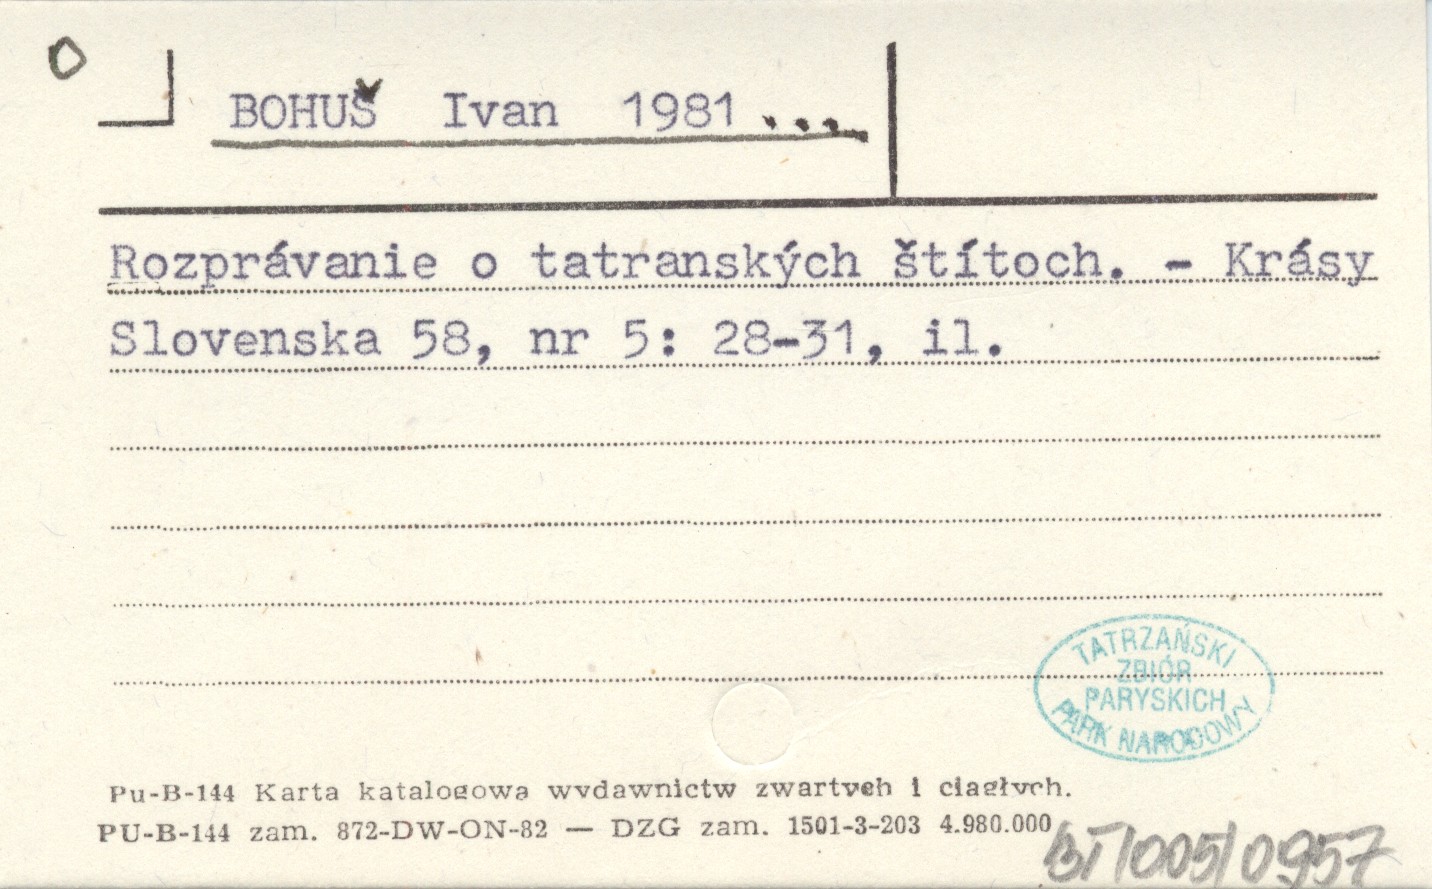 BOHUŠ Ivan 1981...
Rozprávanie o tatranských štítoch. - Krásy
Slovenska 58, nr 5: 28-31, il.
TATRZAŃSKI
ZBIÓR
PARYSKICH
PARK NARODOWY
Pu-B-144 Karta katalogowa wydawnictw zwartych i ciągłych.
PU-B-144 zam. 872-DW-ON-82 — DZG zam. 1501-3-203 4.980.000
BT/005/0957